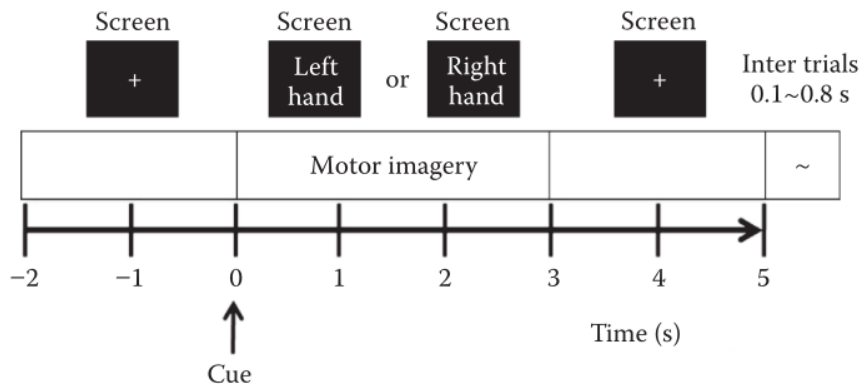 Screen Screen Screen Screen
+ Left hand or Right hand + Inter trials 0.1~0.8 s
Motor imagery ~
−2 −1 0 1 2 3 4 5
Time (s)
Cue